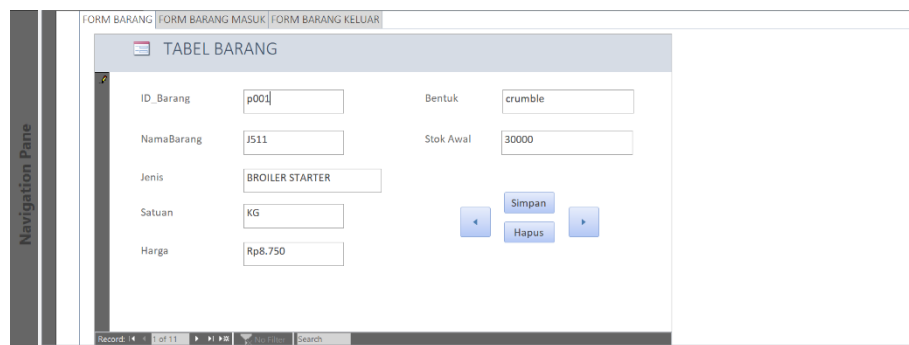 FORM BARANG FORM BARANG MASUK FORM BARANG KELUAR
TABEL BARANG
ID_Barang p001 Bentuk crumble
NamaBarang J511 Stok Awal 30000
Jenis BROILER STARTER
Satuan KG
Simpan
Hapus
Harga Rp8.750
Navigation Pane
Record: 1 of 11 No Filter Search